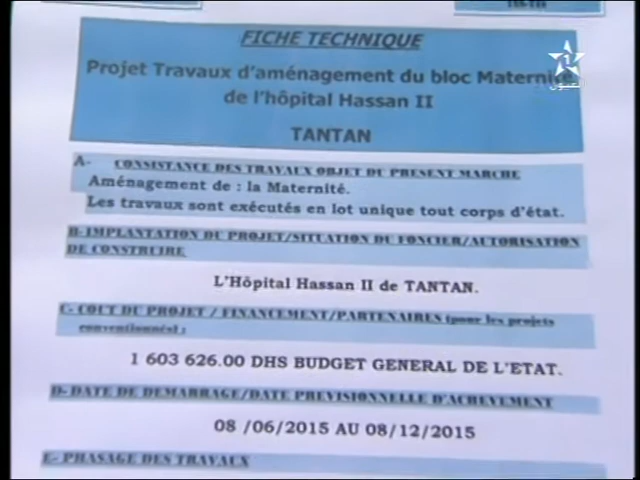 FICHE TECHNIQUE
Projet Travaux d'aménagement du bloc Maternité
de l'hôpital Hassan II
TANTAN
العيون
A- CONSISTANCE DES TRAVAUX OBJET DU PRESENT MARCHE
Aménagement de : la Maternité.
Les travaux sont exécutés en lot unique tout corps d'état.
B-IMPLANTATION DU PROJET/SITUATION DU FONCIER/AUTORISATION
DE CONSTRUIRE
L'Hôpital Hassan II de TANTAN.
C- COUT DU PROJET / FINANCEMENT/PARTENAIRES (pour les projets
conventionnés) :
1 603 626.00 DHS BUDGET GENERAL DE L'ETAT.
D-DATE DE DEMARRAGE/DATE PREVISIONNELLE D'ACHEVEMENT
08 /06/2015 AU 08/12/2015
E- PHASAGE DES TRAVAUX